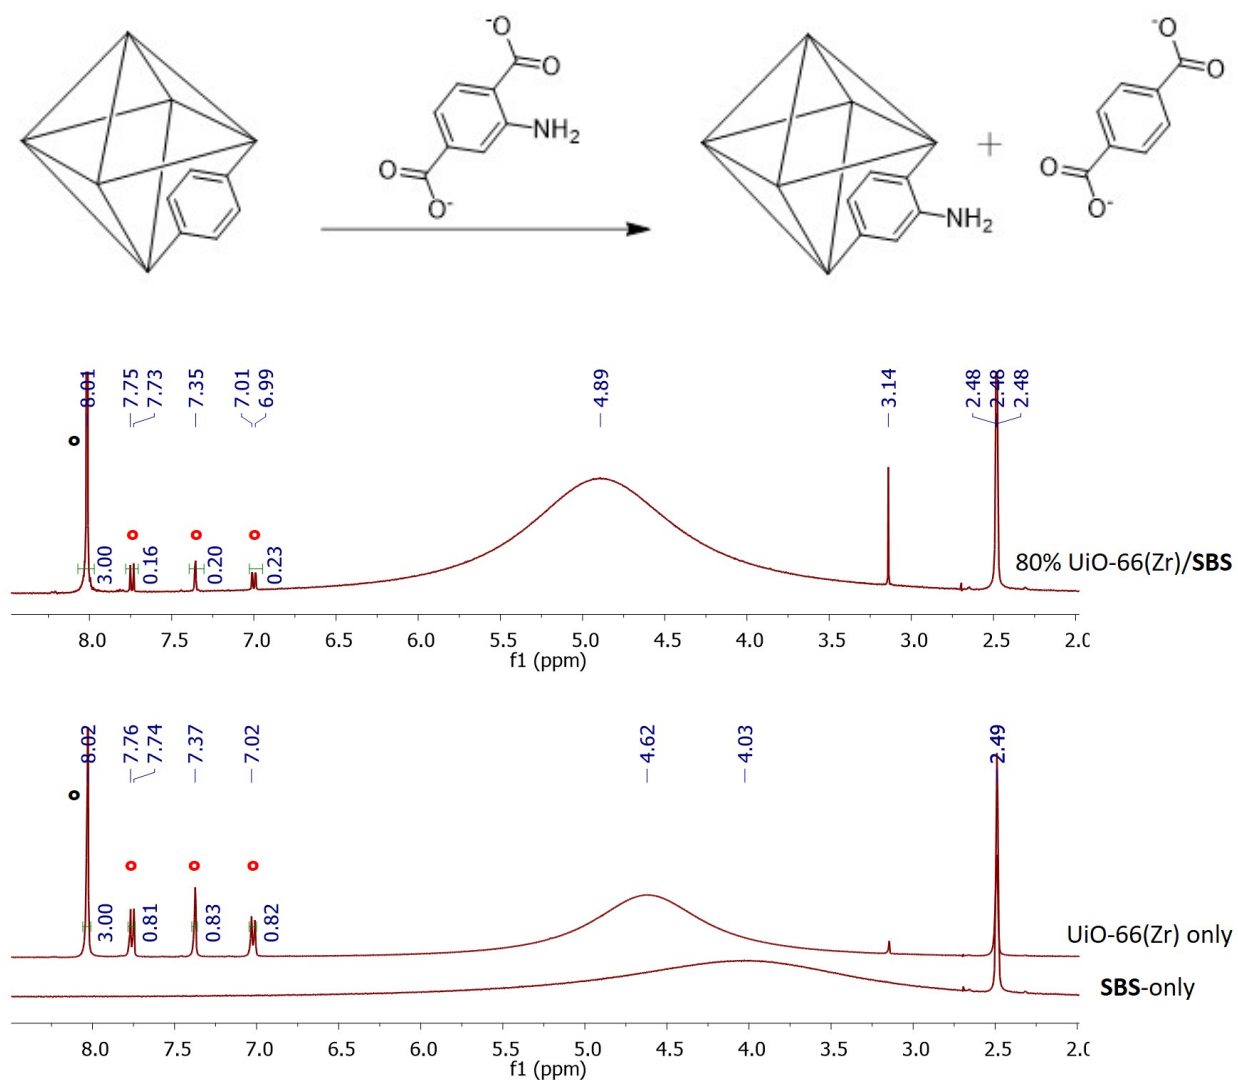 -O
O
NH2
O
O-
NH2
+
-O
O
O
O-
8.01
7.75
7.73
7.35
7.01
6.99
4.89
3.14
2.48
2.48
2.48
3.00
0.16
0.20
0.23
80% UiO-66(Zr)/SBS
8.0 7.5 7.0 6.5 6.0 5.5 5.0 4.5 4.0 3.5 3.0 2.5 2.0
f1 (ppm)
8.02
7.76
7.74
7.37
7.02
4.62
4.03
2.49
3.00
0.81
0.83
0.82
UiO-66(Zr) only
SBS-only
8.0 7.5 7.0 6.5 6.0 5.5 5.0 4.5 4.0 3.5 3.0 2.5 2.0
f1 (ppm)